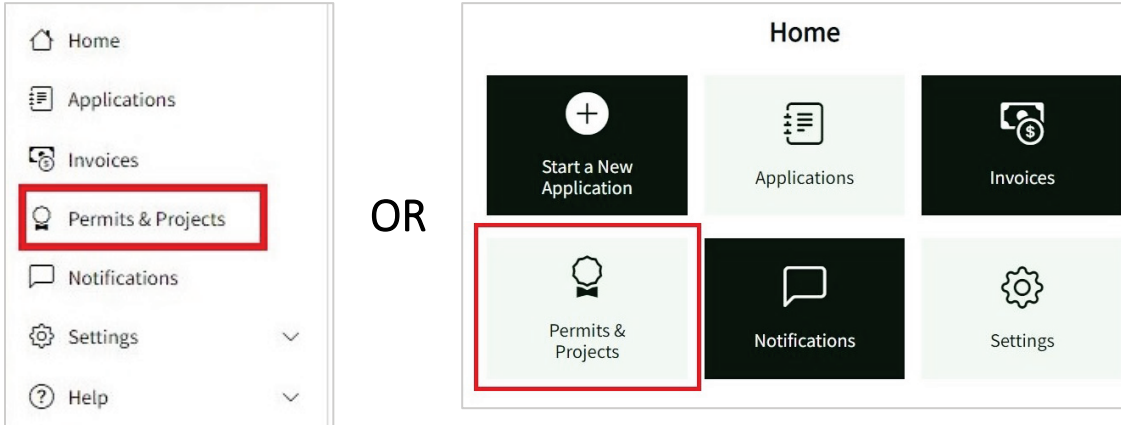 Home
Applications
Invoices
Permits & Projects
Notifications
Settings
Help
OR
Home
Start a New
Application
Applications
Invoices
Permits &
Projects
Notifications
Settings